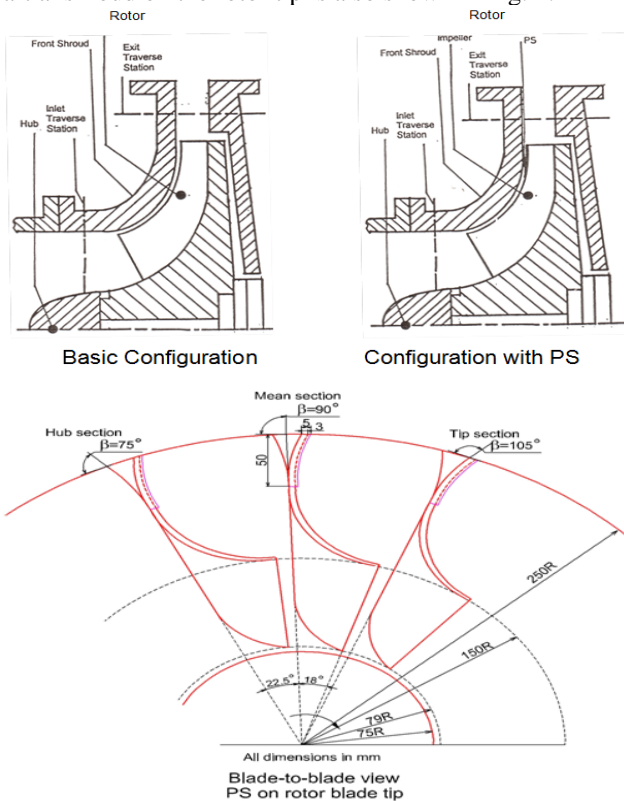 Rotor
Front Shroud
Exit
Traverse
Station
Inlet
Traverse
Station
Hub
Basic Configuration
Rotor
Impeller
PS
Front Shroud
Exit
Traverse
Station
Inlet
Traverse
Station
Hub
Configuration with PS
Mean section
β=90°
5
3
Hub section
β=75°
Tip section
β=105°
50
250R
150R
22.5°
18°
79R
75R
All dimensions in mm
Blade-to-blade view
PS on rotor blade tip